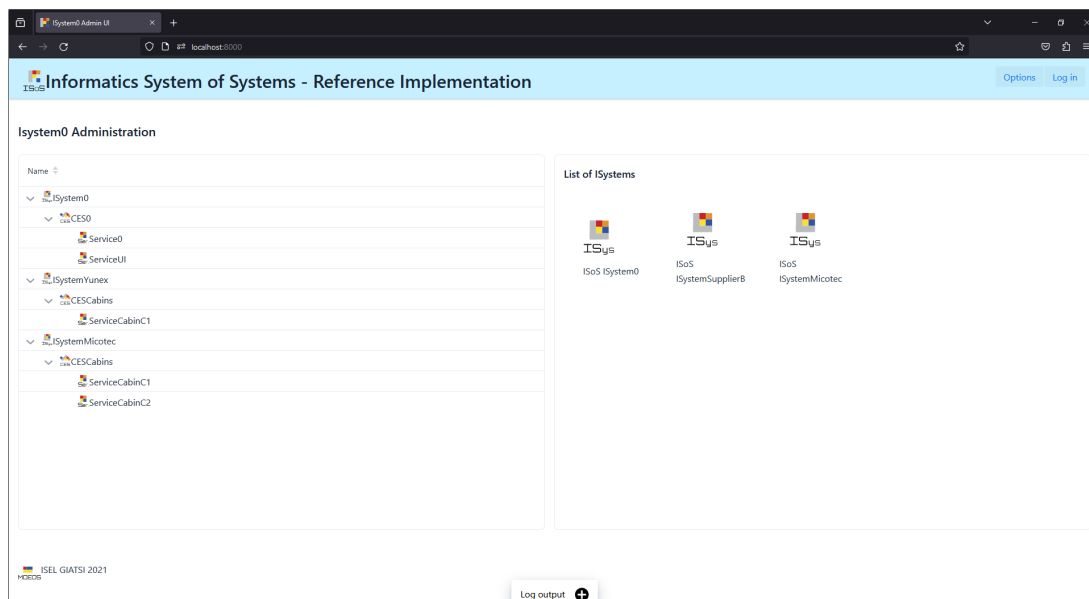 ISystem0 Admin UI
localhost:8000
ISoS
Informatics System of Systems - Reference Implementation
Options
Log in
Isystem0 Administration
Name
ISystem0
CES0
Service0
ServiceUI
ISystemYunex
CESCabins
ServiceCabinC1
ISystemMicotec
CESCabins
ServiceCabinC1
ServiceCabinC2
List of ISystems
ISys
ISoS ISystem0
ISys
ISoS
ISystemSupplierB
ISys
ISoS
ISystemMicotec
MOEDS
ISEL GIATSI 2021
Log output